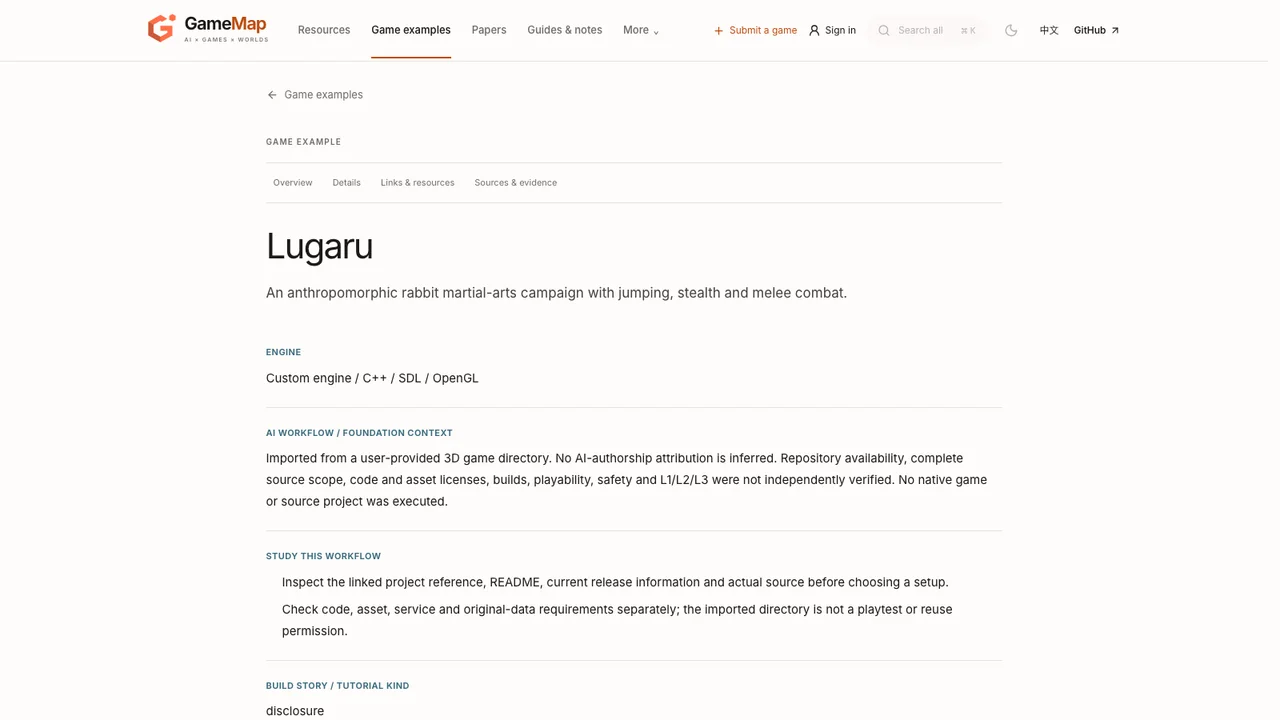 GameMap
AI × GAMES × WORLDS
Resources
Game examples
Papers
Guides & notes
More
Submit a game
Sign in
Search all
⌘ K
中文
GitHub
Game examples
GAME EXAMPLE
Overview
Details
Links & resources
Sources & evidence
Lugaru
An anthropomorphic rabbit martial-arts campaign with jumping, stealth and melee combat.
ENGINE
Custom engine / C++ / SDL / OpenGL
AI WORKFLOW / FOUNDATION CONTEXT
Imported from a user-provided 3D game directory. No AI-authorship attribution is inferred. Repository availability, complete
source scope, code and asset licenses, builds, playability, safety and L1/L2/L3 were not independently verified. No native game
or source project was executed.
STUDY THIS WORKFLOW
Inspect the linked project reference, README, current release information and actual source before choosing a setup.
Check code, asset, service and original-data requirements separately; the imported directory is not a playtest or reuse
permission.
BUILD STORY / TUTORIAL KIND
disclosure